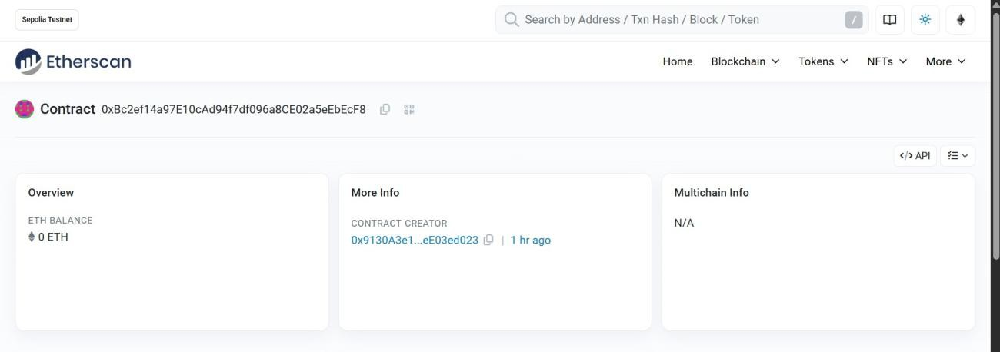 Sepolia Testnet
Search by Address / Txn Hash / Block / Token /
Etherscan
Home Blockchain Tokens NFTs More
Contract 0xBc2ef14a97E10cAd94f7df096a8CE02a5eEbEcF8
</> API
Overview
ETH BALANCE
0 ETH
More Info
CONTRACT CREATOR
0x9130A3e1...eE03ed023 | 1 hr ago
Multichain Info
N/A